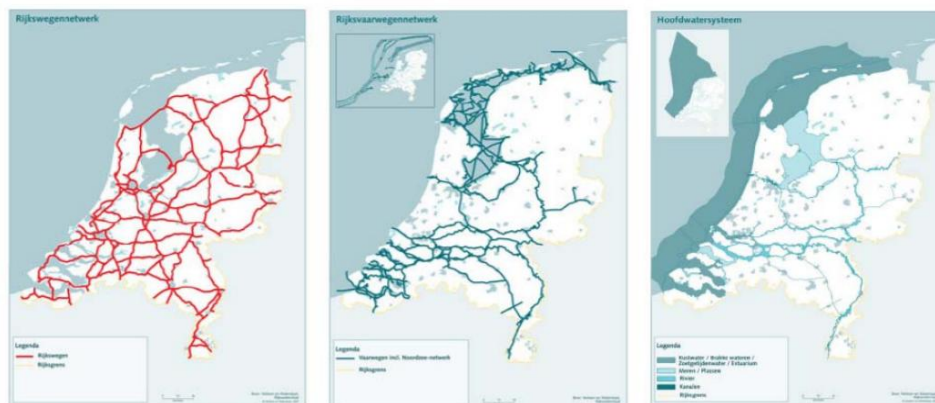 Rijkswegennetwerk
Legenda
Rijkswegen
Rijksgrens
Rijksvaarwegennetwerk
Legenda
Vaarwegen incl. Noordzee-netwerk
Rijksgrens
Hoofdwatersysteem
Legenda
Kustwater / Brakke wateren /
Zoetgetijdenwater / Estuarium
Meren / Plassen
Rivier
Kanalen
Rijksgrens